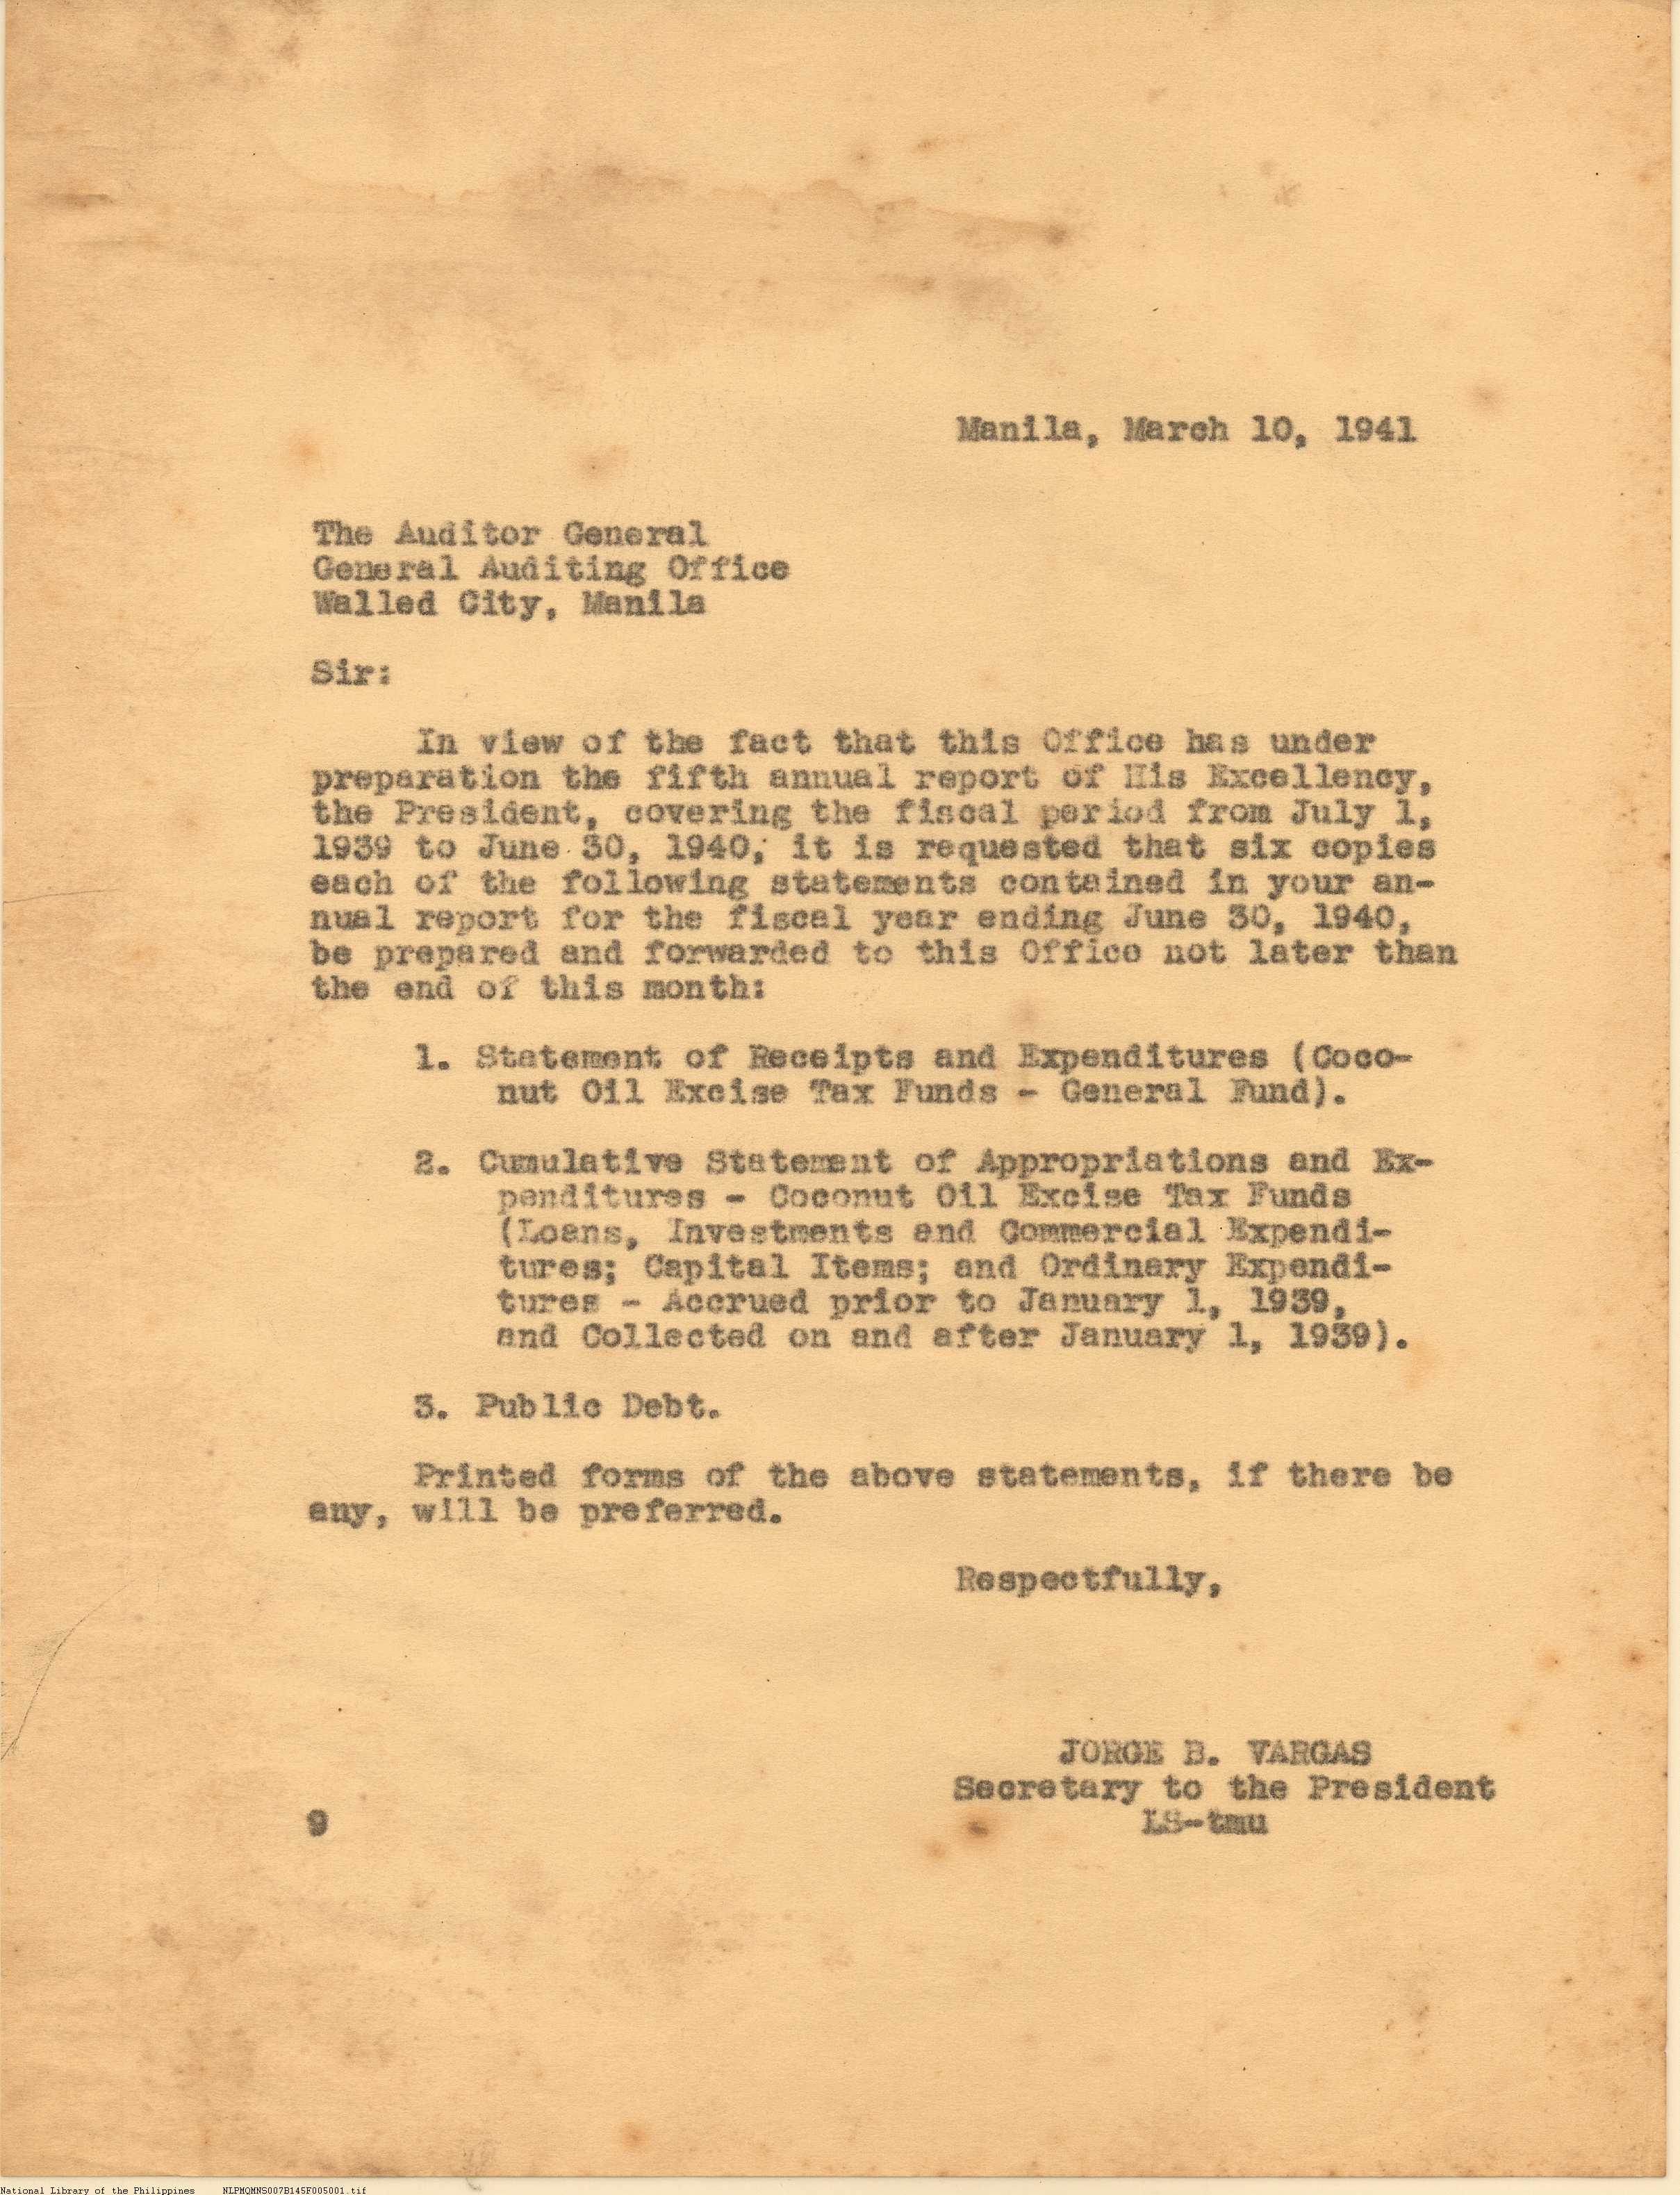 Manila, March 10, 1941
The Auditor General
General Auditing Office
Walled City, Manila
Sir:
In view of the fact that this Office has under
preparation the fifth annual report of His Excellency,
the President, covering the fiscal period from July 1,
1939 to June 30, 1940, it is requested that six copies
each of the following statements contained in your an-
nual report for the fiscal year ending June 30, 1940,
be prepared and forwarded to this Office not later than
the end of this month:
1. Statement of Receipts and Expenditures (Coco-
nut Oil Excise Tax Funds - General Fund).
2. Cumulative Statement of Appropriations and Ex-
penditures - Coconut Oil Excise Tax Funds
(Loans, Investments and Commercial Expendi-
tures; Capital Items; and Ordinary Expendi-
tures - Accrued prior to January 1, 1939,
and Collected on and after January 1, 1939).
3. Public Debt.
Printed forms of the above statements, if there be
any, will be preferred.
Respectfully,
JORGE B. VARGAS
Secretary to the President
LS-tmu
9
National Library of the Philippines NLPMQMNS007B145F005001.tif